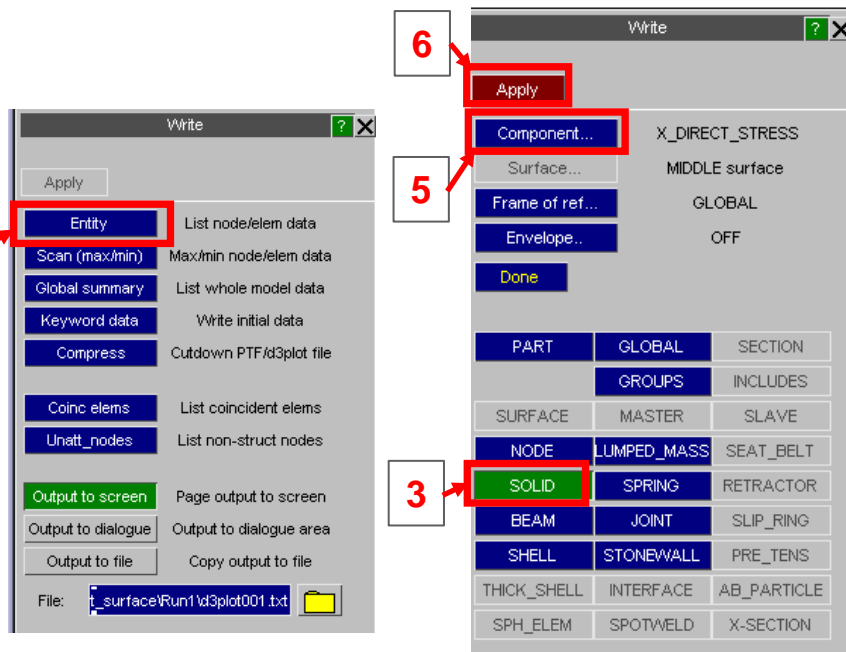 Write ?
Apply
Entity List node/elem data
Scan (max/min) Max/min node/elem data
Global summary List whole model data
Keyword data Write initial data
Compress Cutdown PTF/d3plot file
Coinc elems List coincident elems
Unatt_nodes List non-struct nodes
Output to screen Page output to screen
Output to dialogue Output to dialogue area
Output to file Copy output to file
File: t_surface\Run1\d3plot001.txt
6
5
3
Write ?
Apply
Component... X_DIRECT_STRESS
Surface... MIDDLE surface
Frame of ref... GLOBAL
Envelope.. OFF
Done
PART GLOBAL SECTION
GROUPS INCLUDES
SURFACE MASTER SLAVE
NODE LUMPED_MASS SEAT_BELT
SOLID SPRING RETRACTOR
BEAM JOINT SLIP_RING
SHELL STONEWALL PRE_TENS
THICK_SHELL INTERFACE AB_PARTICLE
SPH_ELEM SPOTWELD X-SECTION